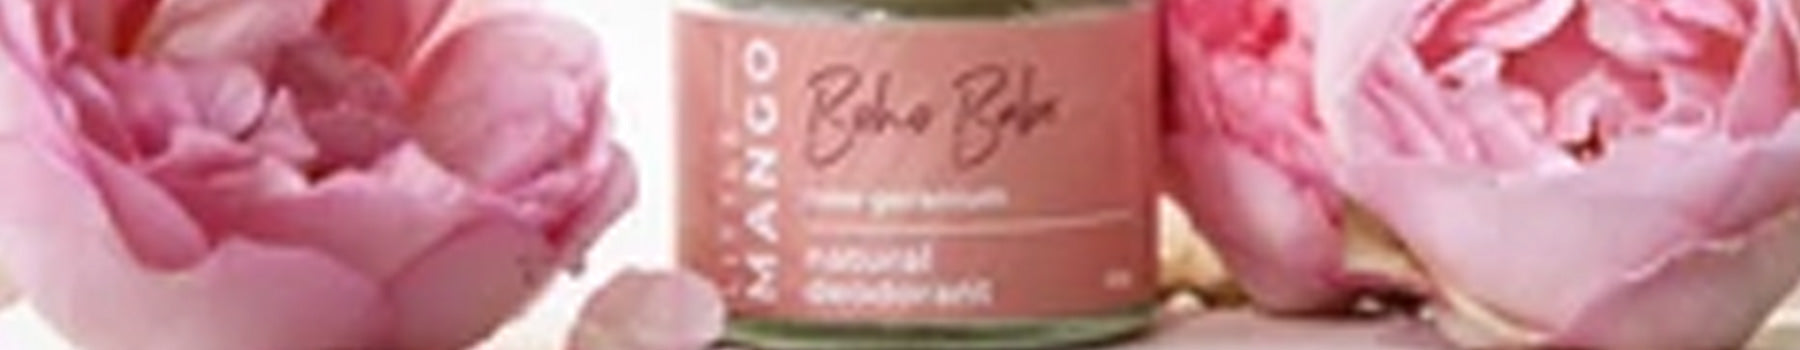 MANGO
Boho Babe
rose geranium
natural
deodorant